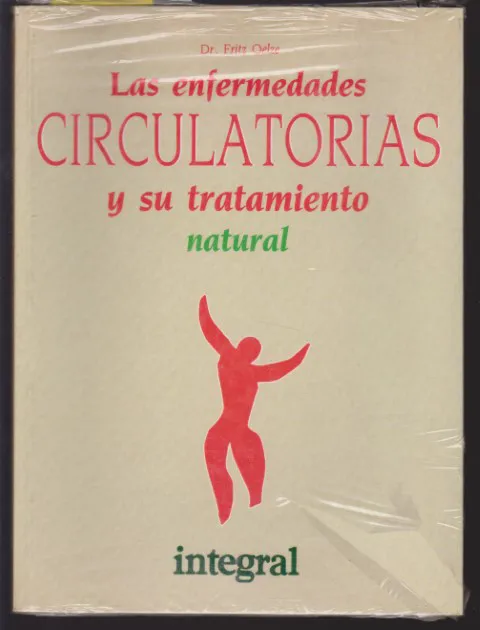 Dr. Fritz Oelze
Las enfermedades
CIRCULATORIAS
y su tratamiento
natural
integral